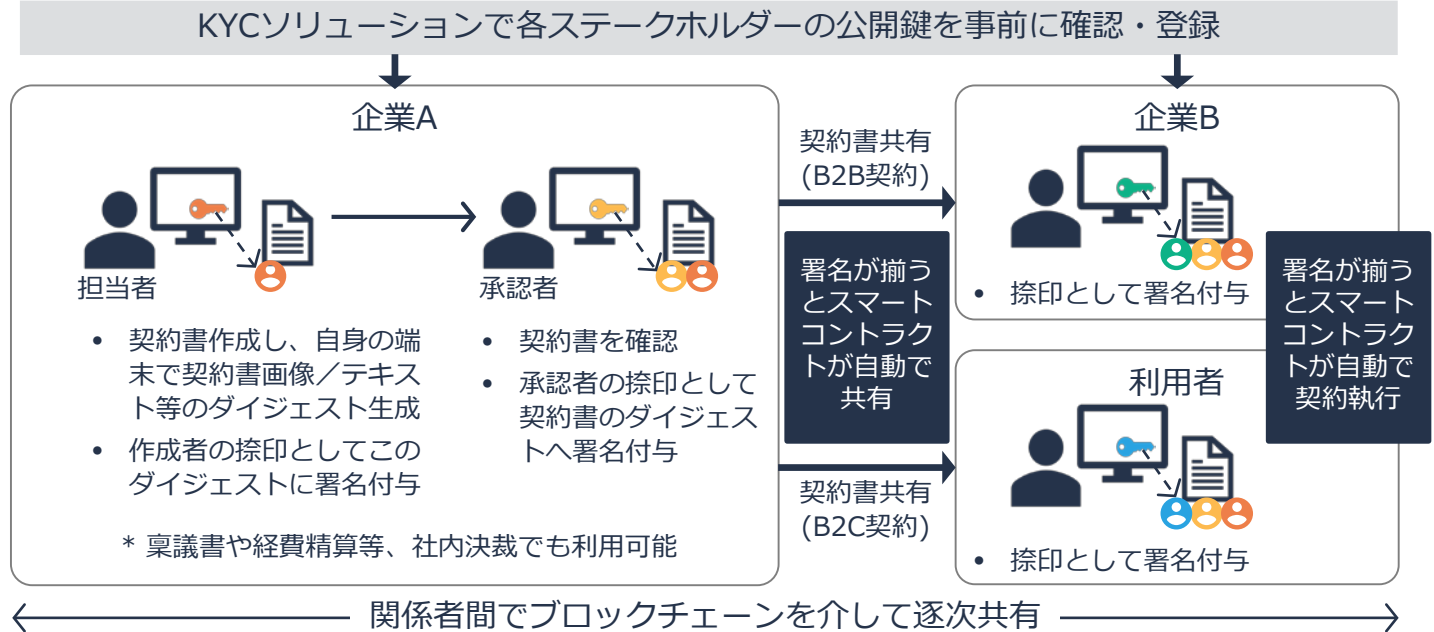 KYCソリューションで各ステークホルダーの公開鍵を事前に確認・登録
企業A
担当者
• 契約書作成し、自身の端
末で契約書画像／テキス
ト等のダイジェスト生成
• 作成者の捺印としてこの
ダイジェストに署名付与
承認者
• 契約書を確認
• 承認者の捺印として
契約書のダイジェス
トへ署名付与
* 稟議書や経費精算等、社内決裁でも利用可能
契約書共有
(B2B契約)
署名が揃う
とスマート
コントラク
トが自動で
共有
契約書共有
(B2C契約)
企業B
• 捺印として署名付与
利用者
• 捺印として署名付与
署名が揃う
とスマート
コントラク
トが自動で
契約執行
関係者間でブロックチェーンを介して逐次共有